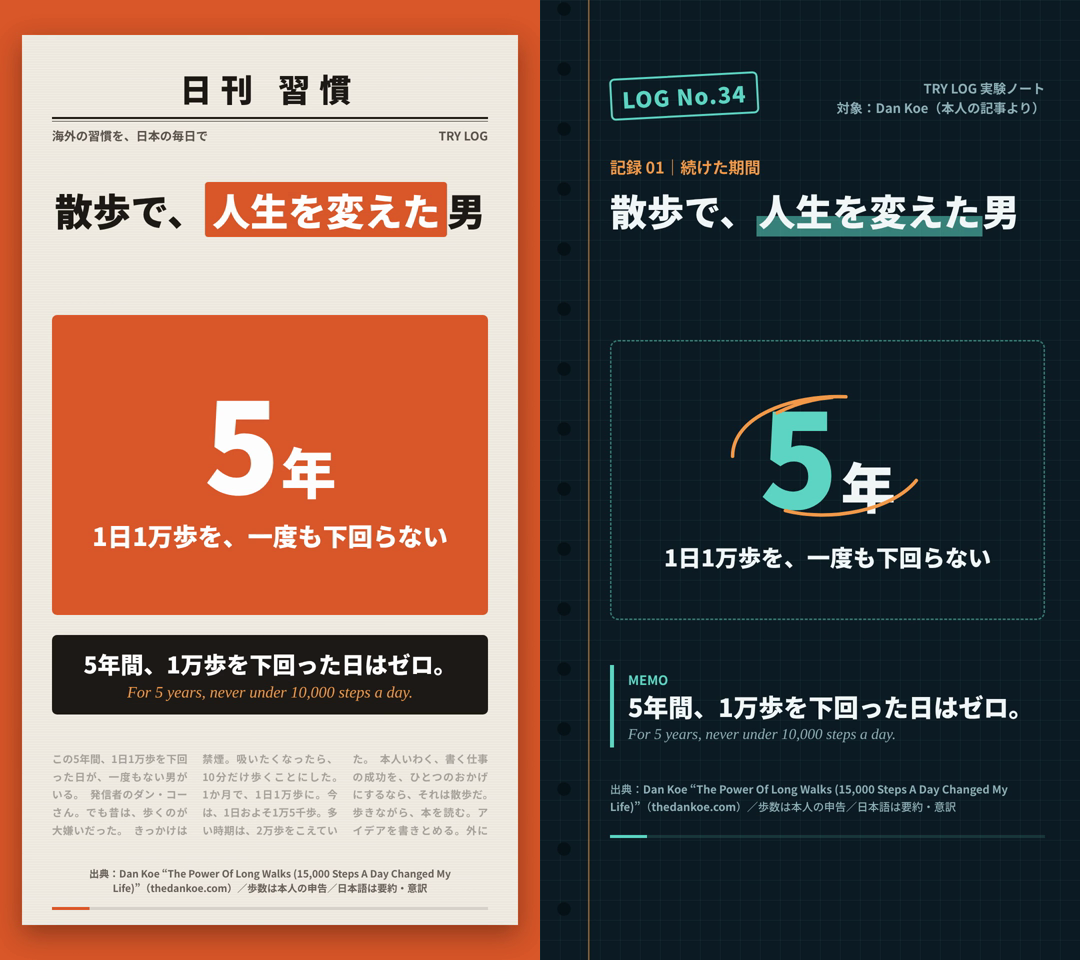 日刊 習慣
海外の習慣を、日本の毎日で
TRY LOG
散歩で、人生を変えた男
5年
1日1万歩を、一度も下回らない
5年間、1万歩を下回った日はゼロ。
For 5 years, never under 10,000 steps a day.
この5年間、1日1万歩を下回
った日が、一度もない男が
いる。 発信者のダン・コー
さん。でも昔は、歩くのが
大嫌いだった。 きっかけは
禁煙。吸いたくなったら、
10分だけ歩くことにした。
1か月で、1日1万歩に。今
は、1日およそ1万5千歩。多
い時期は、2万歩をこえてい
た。 本人いわく、書く仕事
の成功を、ひとつのおかげ
にするなら、それは散歩だ。
歩きながら、本を読む。ア
イデアを書きとめる。外に
出典：Dan Koe “The Power Of Long Walks (15,000 Steps A Day Changed My
Life)”（thedankoe.com）／歩数は本人の申告／日本語は要約・意訳
LOG No.34
TRY LOG 実験ノート
対象：Dan Koe（本人の記事より）
記録 01｜続けた期間
散歩で、人生を変えた男
5年
1日1万歩を、一度も下回らない
MEMO
5年間、1万歩を下回った日はゼロ。
For 5 years, never under 10,000 steps a day.
出典：Dan Koe “The Power Of Long Walks (15,000 Steps A Day Changed My
Life)”（thedankoe.com）／歩数は本人の申告／日本語は要約・意訳